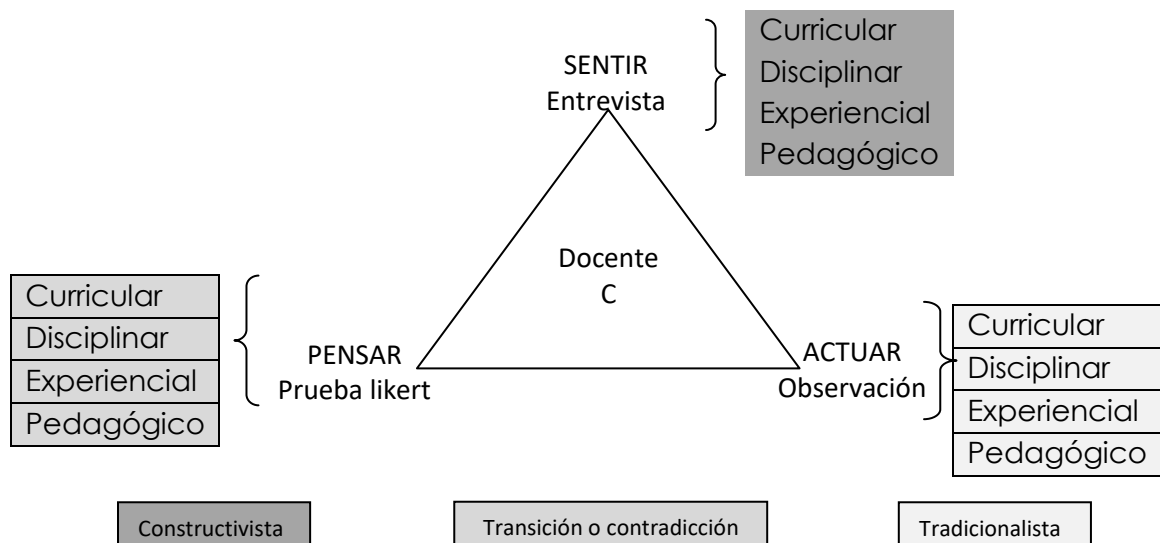 SENTIR
Entrevista
Curricular
Disciplinar
Experiencial
Pedagógico
Docente
C
Curricular
Disciplinar
Experiencial
Pedagógico
PENSAR
Prueba likert
ACTUAR
Observación
Curricular
Disciplinar
Experiencial
Pedagógico
Constructivista
Transición o contradicción
Tradicionalista